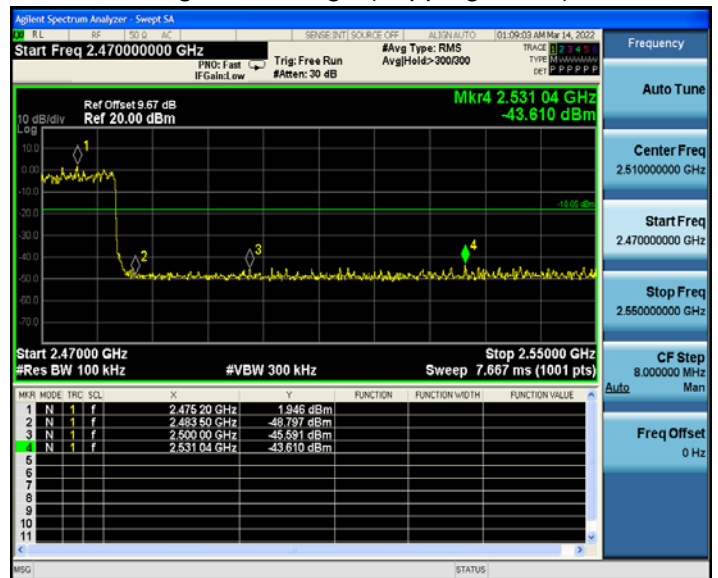 Agilent Spectrum Analyzer - Swept SA
RL RF 50 Ω AC SENSE:INT SOURCE OFF ALIGN AUTO 01:09:03 AM Mar 14, 2022
Start Freq 2.470000000 GHz
#Avg Type: RMS
TRACE 1 2 3 4 5 6
PNO: Fast
Trig: Free Run
Avg|Hold:>300/300
TYPE
IFGain:Low
#Atten: 30 dB
DET P P P P P P
Frequency
Auto Tune
Center Freq
2.510000000 GHz
Start Freq
2.470000000 GHz
Stop Freq
2.550000000 GHz
CF Step
8.000000 MHz
Auto Man
Freq Offset
0 Hz
Ref Offset 9.67 dB
10 dB/div Ref 20.00 dBm
Log
Mkr4 2.531 04 GHz
-43.610 dBm
10.0
0.00
-10.0
-20.0
-30.0
-40.0
-50.0
-60.0
-70.0
1
2
3
4
-18.05 dBm
Start 2.47000 GHz Stop 2.55000 GHz
#Res BW 100 kHz #VBW 300 kHz Sweep 7.667 ms (1001 pts)
MKR MODE TRC SCL X Y FUNCTION FUNCTION WIDTH FUNCTION VALUE
1 N 1 f 2.475 20 GHz 1.946 dBm
2 N 1 f 2.483 50 GHz -48.797 dBm
3 N 1 f 2.500 00 GHz -45.591 dBm
4 N 1 f 2.531 04 GHz -43.610 dBm
5
6
7
8
9
10
11
MSG STATUS